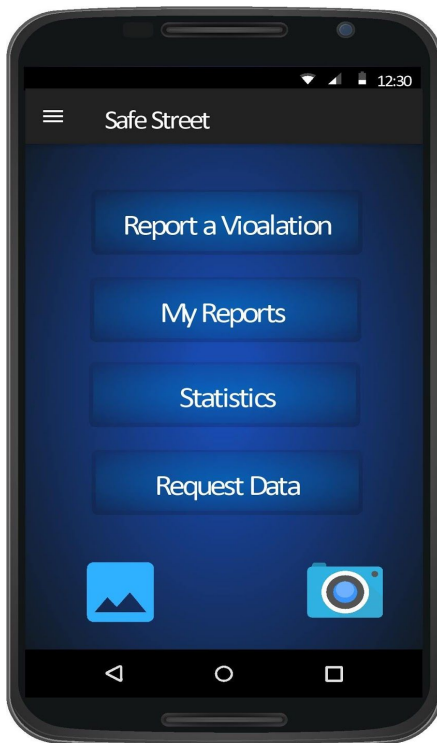 12:30
Safe Street
Report a Vioalation
My Reports
Statistics
Request Data